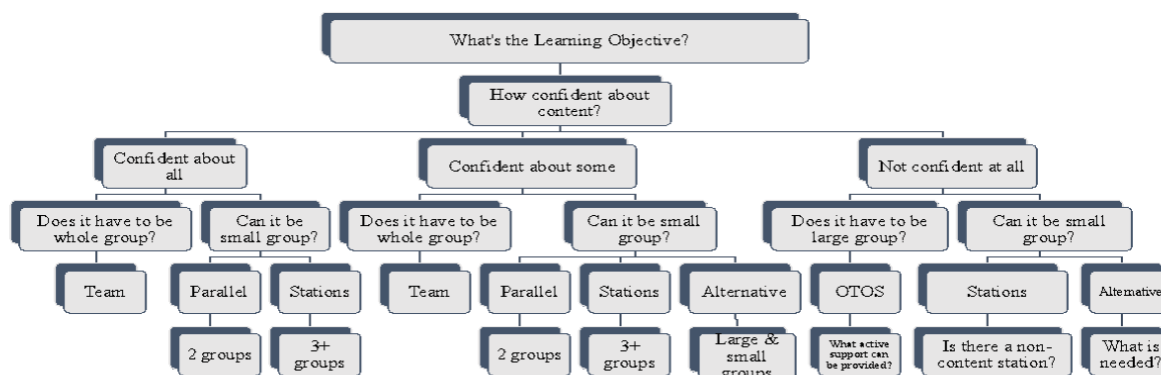 What's the Learning Objective?
How confident about
content?
Confident about
all
Confident about some
Not confident at all
Does it have to be
whole group?
Can it be
small group?
Does it have to be
whole group?
Can it be small
group?
Does it have to be
large group?
Can it be small
group?
Team
Parallel
Stations
Team
Parallel
Stations
Alternative
OTOS
Stations
Alternative
2 groups
3+
groups
2 groups
3+
groups
Large &
small
groups
What active
support can
be provided?
Is there a non-
content station?
What is
needed?